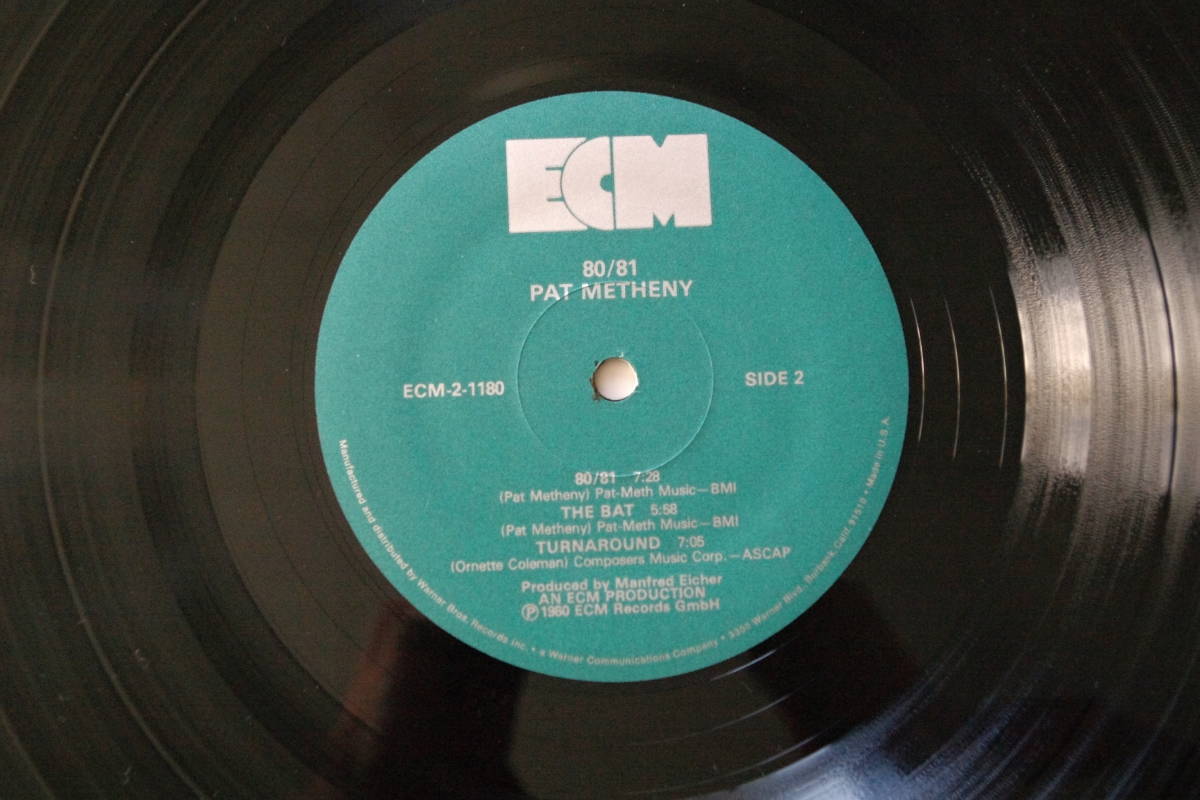 ECM
80/81
PAT METHENY
ECM-2-1180
SIDE 2
80/81 7:28
(Pat Metheny) Pat-Meth Music—BMI
THE BAT 5:58
(Pat Metheny) Pat-Meth Music—BMI
TURNAROUND 7:05
(Ornette Coleman) Composers Music Corp.—ASCAP
Produced by Manfred Eicher
AN ECM PRODUCTION
Ⓟ1980 ECM Records GmbH
Manufactured and distributed by Warner Bros. Records Inc. • a Warner Communications Company • 3300 Warner Blvd., Burbank, Calif. 91510 • Made in U.S.A.